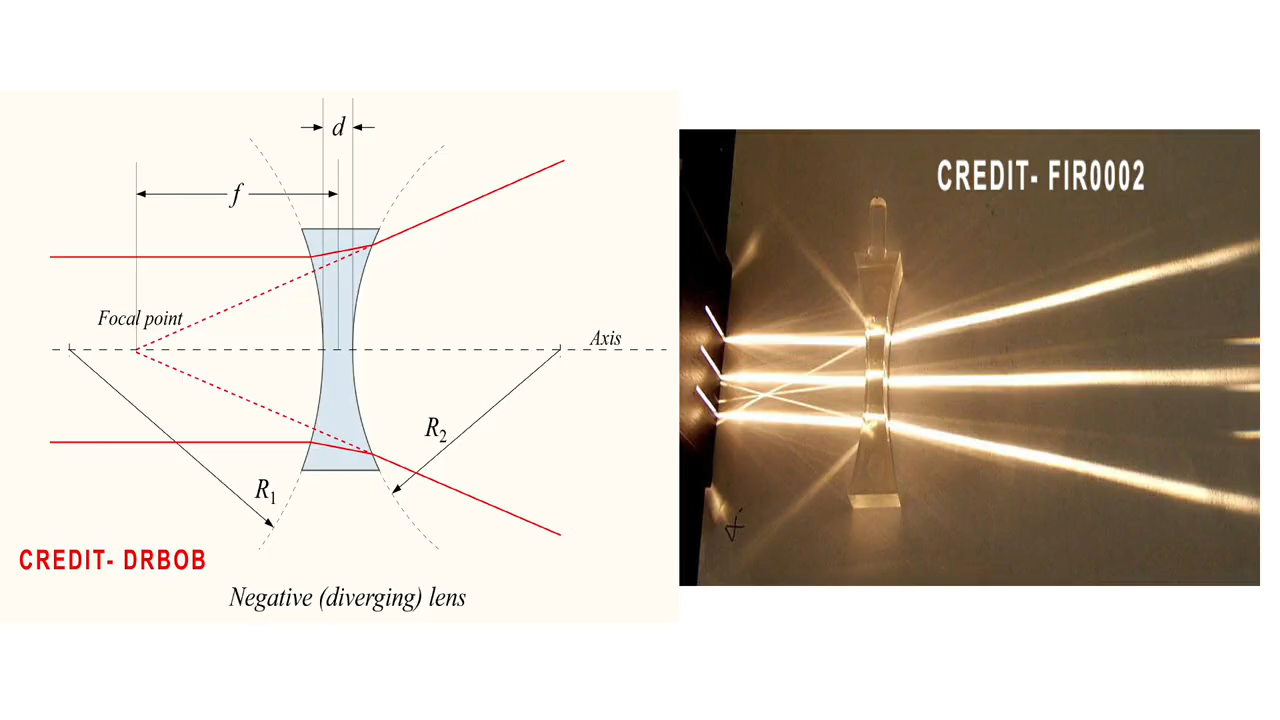 d
f
Focal point
Axis
R2
R1
CREDIT- DRBOB
Negative (diverging) lens
CREDIT- FIR0002